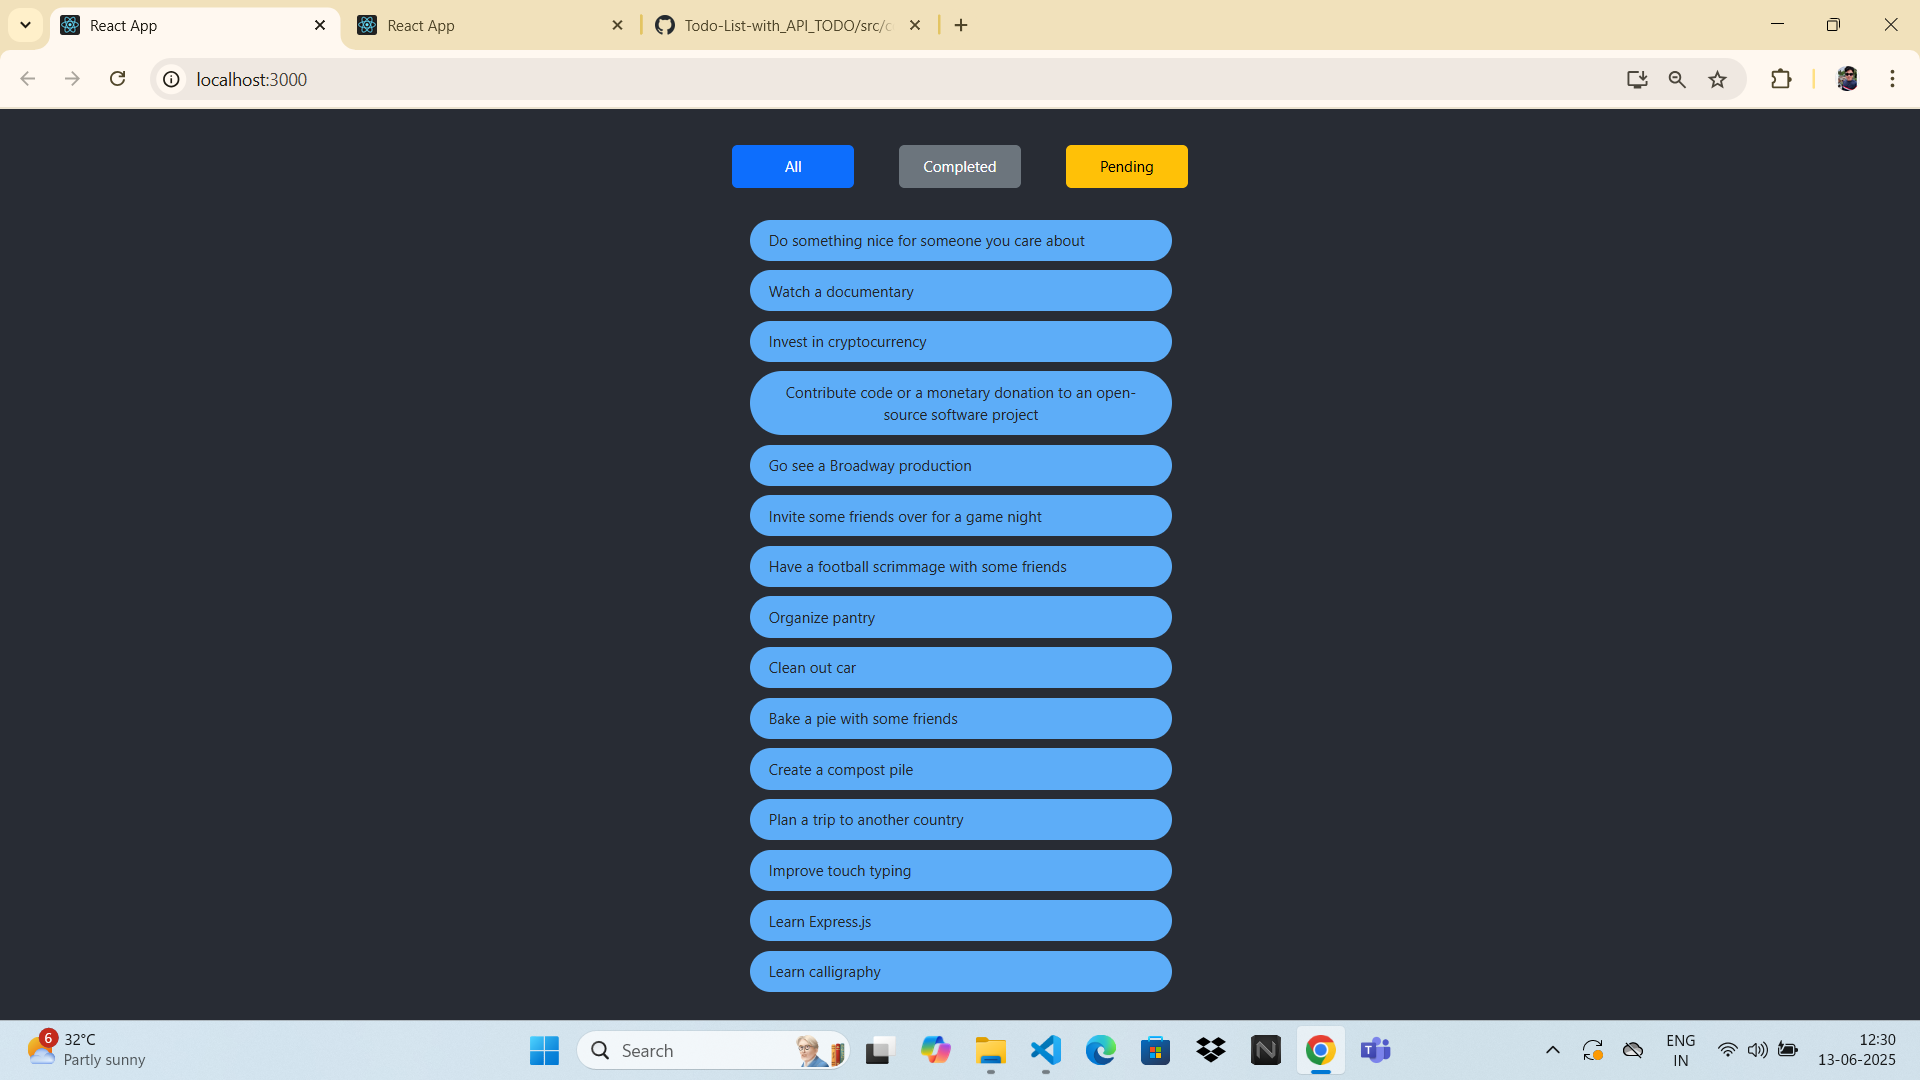 React App
React App
Todo-List-with_API_TODO/src/c
localhost:3000
All
Completed
Pending
Do something nice for someone you care about
Watch a documentary
Invest in cryptocurrency
Contribute code or a monetary donation to an open-
source software project
Go see a Broadway production
Invite some friends over for a game night
Have a football scrimmage with some friends
Organize pantry
Clean out car
Bake a pie with some friends
Create a compost pile
Plan a trip to another country
Improve touch typing
Learn Express.js
Learn calligraphy
6
32°C
Partly sunny
Search
N
T
ENG
IN
12:30
13-06-2025